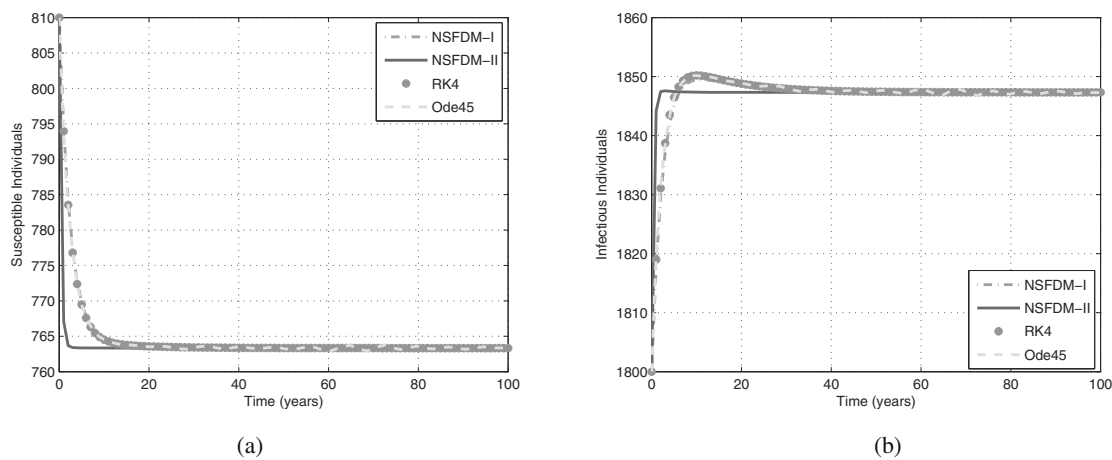 810
805
800
795
790
785
780
775
770
765
760
Susceptible Individuals
0
20
40
60
80
100
Time (years)
NSFDM-I
NSFDM-II
RK4
Ode45
(a)
1860
1850
1840
1830
1820
1810
1800
Infectious Individuals
0
20
40
60
80
100
Time (years)
NSFDM-I
NSFDM-II
RK4
Ode45
(b)